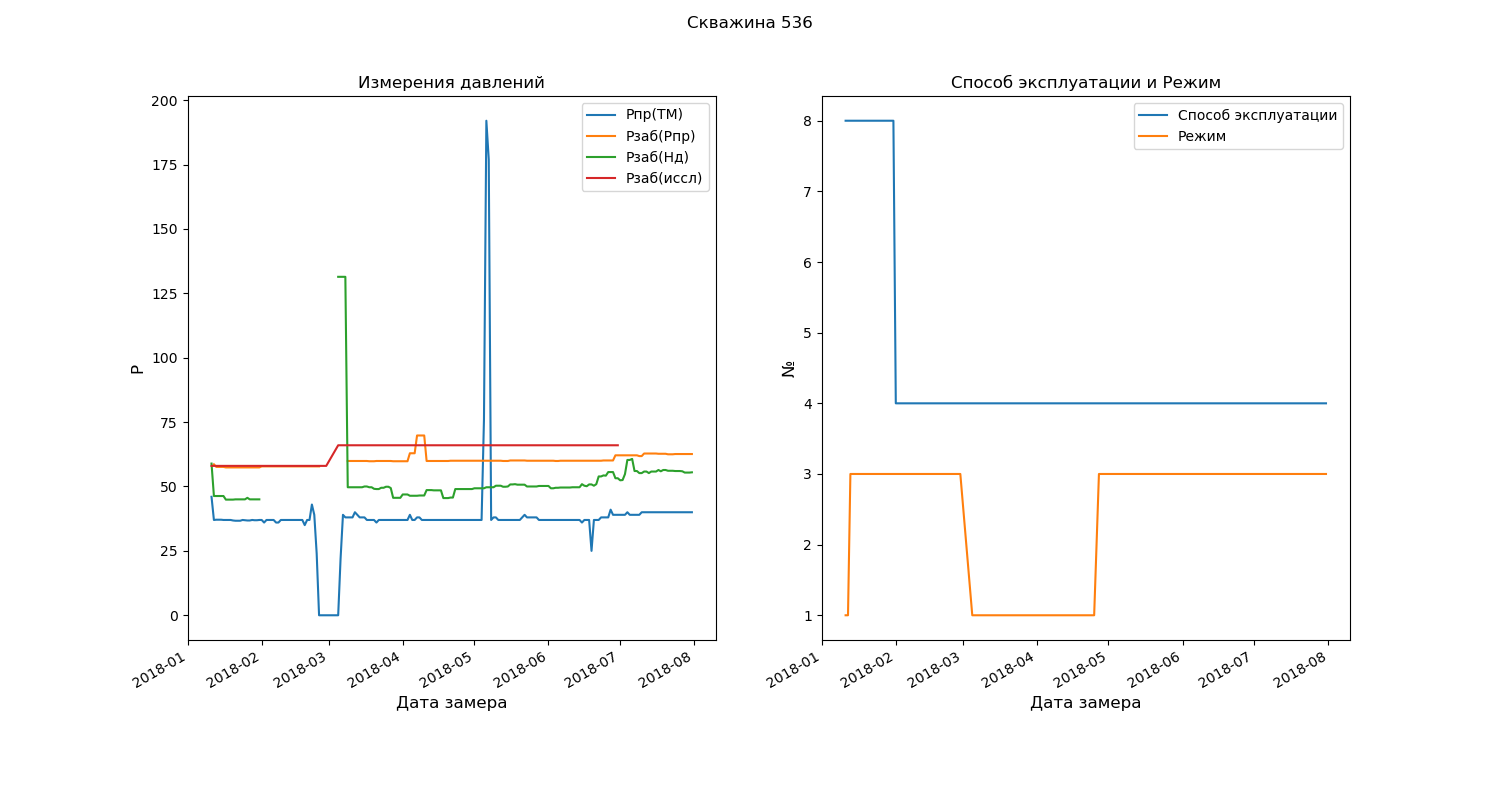 Скважина 536
Измерения давлений
200
175
150
125
100
75
50
25
0
P
Рпр(ТМ)
Рзаб(Рпр)
Рзаб(Нд)
Рзаб(иссл)
2018-01
2018-02
2018-03
2018-04
2018-05
2018-06
2018-07
2018-08
Дата замера
Способ эксплуатации и Режим
8
7
6
5
4
3
2
1
№
Способ эксплуатации
Режим
2018-01
2018-02
2018-03
2018-04
2018-05
2018-06
2018-07
2018-08
Дата замера